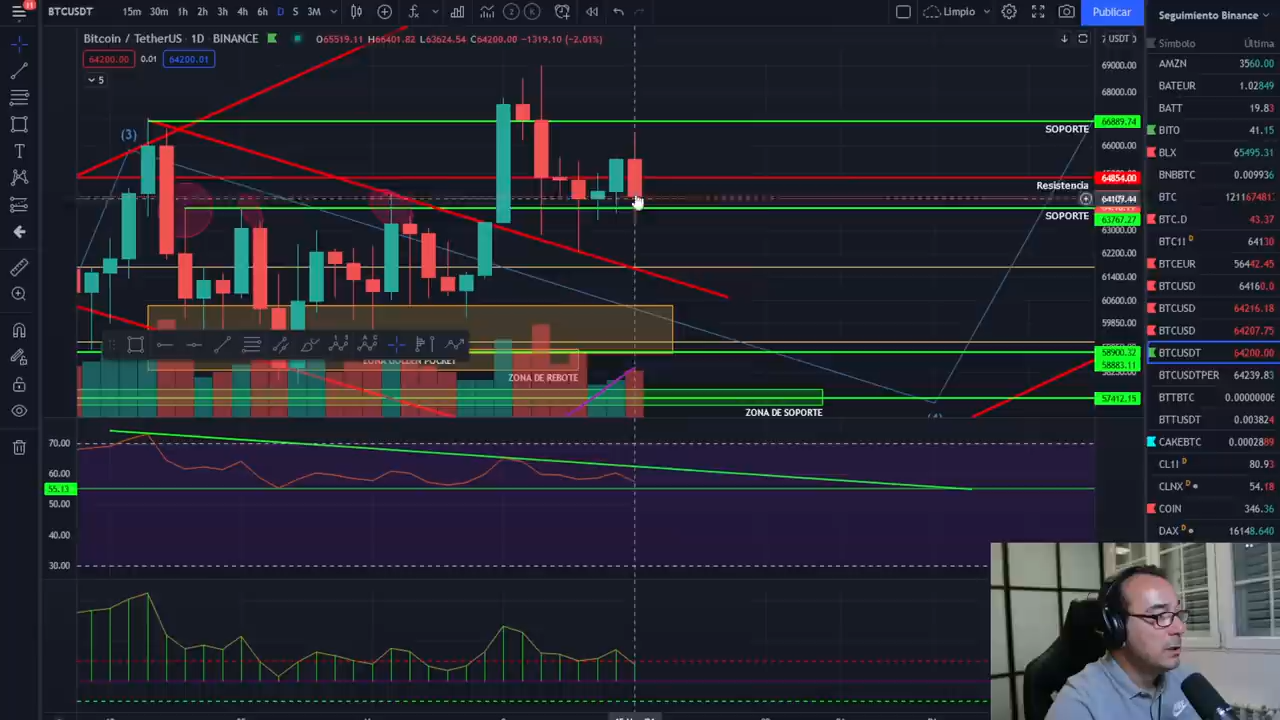 11
BTCUSDT
15m 30m 1h 2h 3h 4h 6h D S 3M
Limpio
Publicar
Seguimiento Binance
Bitcoin / TetherUS · 1D · BINANCE
O65519.11 H66401.82 L63624.54 C64200.00 −1319.10 (−2.01%)
USDT
64200.00 0.01 64200.01
5
Símbolo Última
AMZN 3560.00
BATEUR 1.02849
BATT 19.83
BITO 41.15
BLX 65495.31
BNBBTC 0.009936
BTC 121167481
BTC.D 43.37
BTC1! D 64130
BTCEUR 56442.45
BTCUSD 64160.0
BTCUSD 64216.18
BTCUSD 64207.75
BTCUSDT 64200.00
BTCUSDTPER 64239.83
BTTBTC 0.0000006
BTTUSDT 0.003824
CAKEBTC 0.0002889
CL1! D 80.93
CLNX D 54.18
COIN 346.36
DAX D 16148.640
69000.00
68000.00
66889.74
SOPORTE
66000.00
64854.00
Resistencia
64109.44
SOPORTE
63767.27
63000.00
62200.00
61400.00
60600.00
59850.00
58900.32
58883.11
57412.15
(3)
ZONA GOLDEN POCKET
ZONA DE REBOTE
ZONA DE SOPORTE
70.00
60.00
55.13
50.00
40.00
30.00